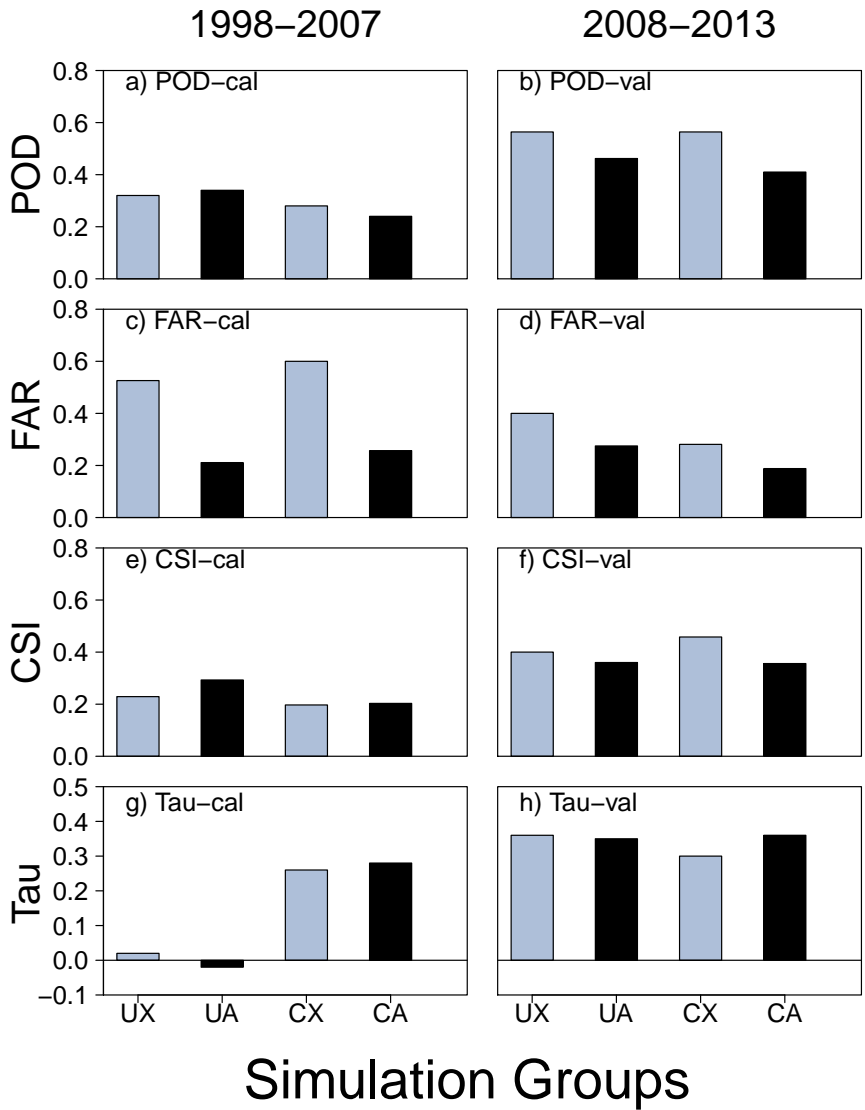 1998−2007 2008−2013
a) POD−cal b) POD−val
POD
0.8
0.6
0.4
0.2
0.0
c) FAR−cal d) FAR−val
FAR
0.8
0.6
0.4
0.2
0.0
e) CSI−cal f) CSI−val
CSI
0.8
0.6
0.4
0.2
0.0
g) Tau−cal h) Tau−val
Tau
0.5
0.4
0.3
0.2
0.1
0.0
−0.1
UX UA CX CA UX UA CX CA
Simulation Groups